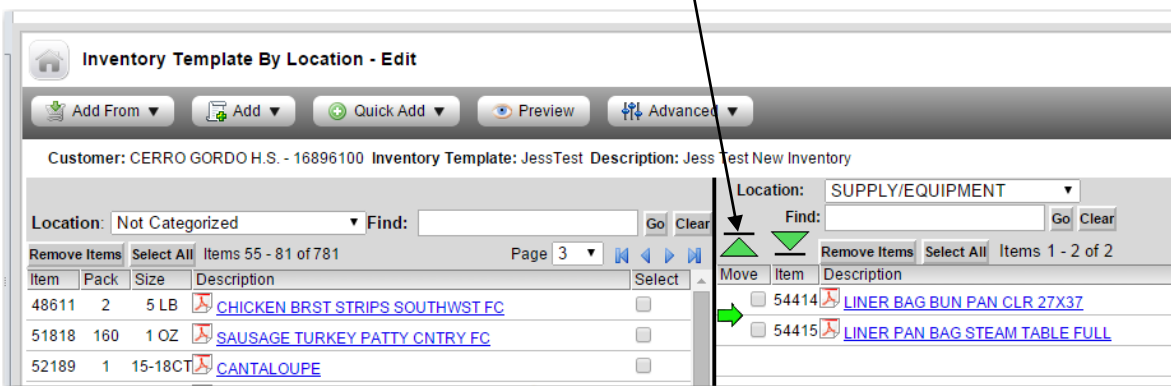 Inventory Template By Location - Edit
Add From ▼ Add ▼ Quick Add ▼ Preview Advanced ▼
Customer: CERRO GORDO H.S. - 16896100 Inventory Template: JessTest Description: Jess Test New Inventory
Location: Not Categorized ▼ Find: Go Clear
Remove Items Select All Items 55 - 81 of 781 Page 3 ▼
Item Pack Size Description Select
48611 2 5 LB CHICKEN BRST STRIPS SOUTHWST FC
51818 160 1 OZ SAUSAGE TURKEY PATTY CNTRY FC
52189 1 15-18CT CANTALOUPE
Location: SUPPLY/EQUIPMENT ▼
Find: Go Clear
Remove Items Select All Items 1 - 2 of 2
Move Item Description
54414 LINER BAG BUN PAN CLR 27X37
54415 LINER PAN BAG STEAM TABLE FULL